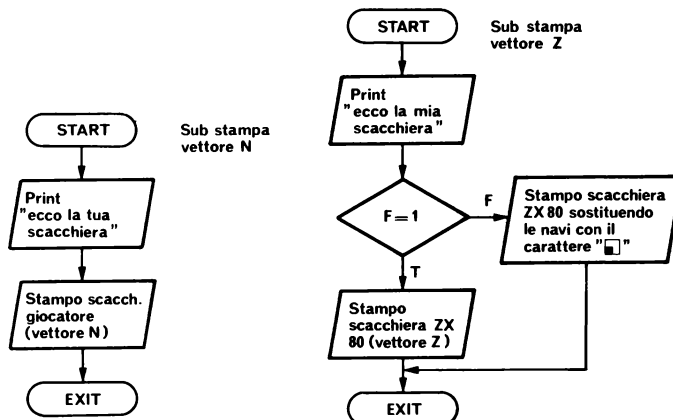 START
Sub stampa
vettore N
Print
"ecco la tua
scacchiera"
Stampo scacch.
giocatore
(vettore N)
EXIT
START
Sub stampa
vettore Z
Print
"ecco la mia
scacchiera"
F=1
F
Stampo scacchiera
ZX 80 sostituendo
le navi con il
carattere "▗"
T
Stampo
scacchiera ZX
80 (vettore Z)
EXIT